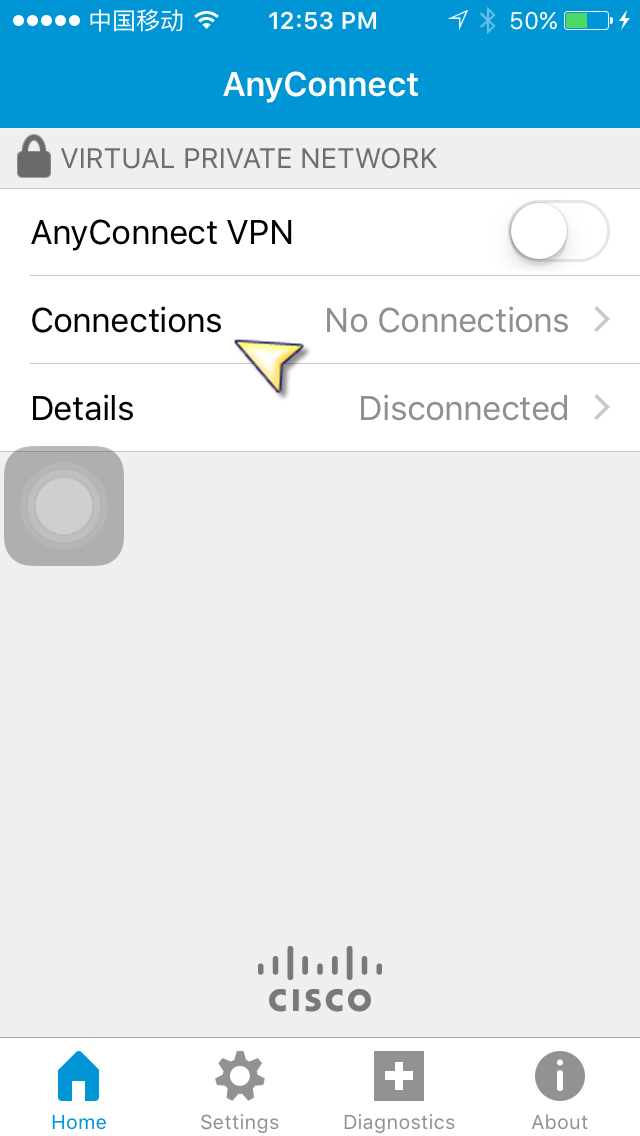 中国移动 12:53 PM 50%
AnyConnect
VIRTUAL PRIVATE NETWORK
AnyConnect VPN
Connections No Connections
Details Disconnected
CISCO
Home Settings Diagnostics About